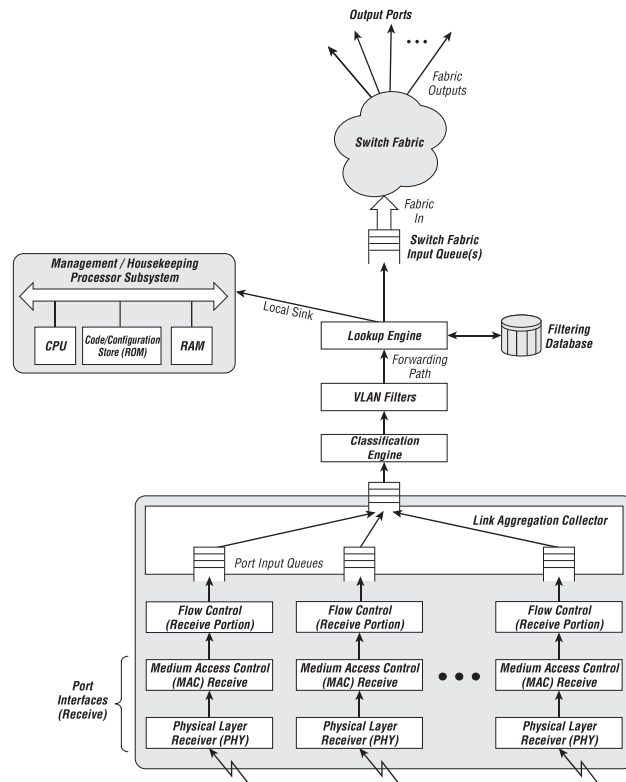 Output Ports
Fabric
Outputs
Switch Fabric
Fabric
In
Switch Fabric
Input Queue(s)
Management / Housekeeping
Processor Subsystem
CPU
Code/Configuration
Store (ROM)
RAM
Local Sink
Lookup Engine
Filtering
Database
Forwarding
Path
VLAN Filters
Classification
Engine
Link Aggregation Collector
Port Input Queues
Flow Control
(Receive Portion)
Flow Control
(Receive Portion)
Flow Control
(Receive Portion)
Port
Interfaces
(Receive)
Medium Access Control
(MAC) Receive
Medium Access Control
(MAC) Receive
Medium Access Control
(MAC) Receive
Physical Layer
Receiver (PHY)
Physical Layer
Receiver (PHY)
Physical Layer
Receiver (PHY)